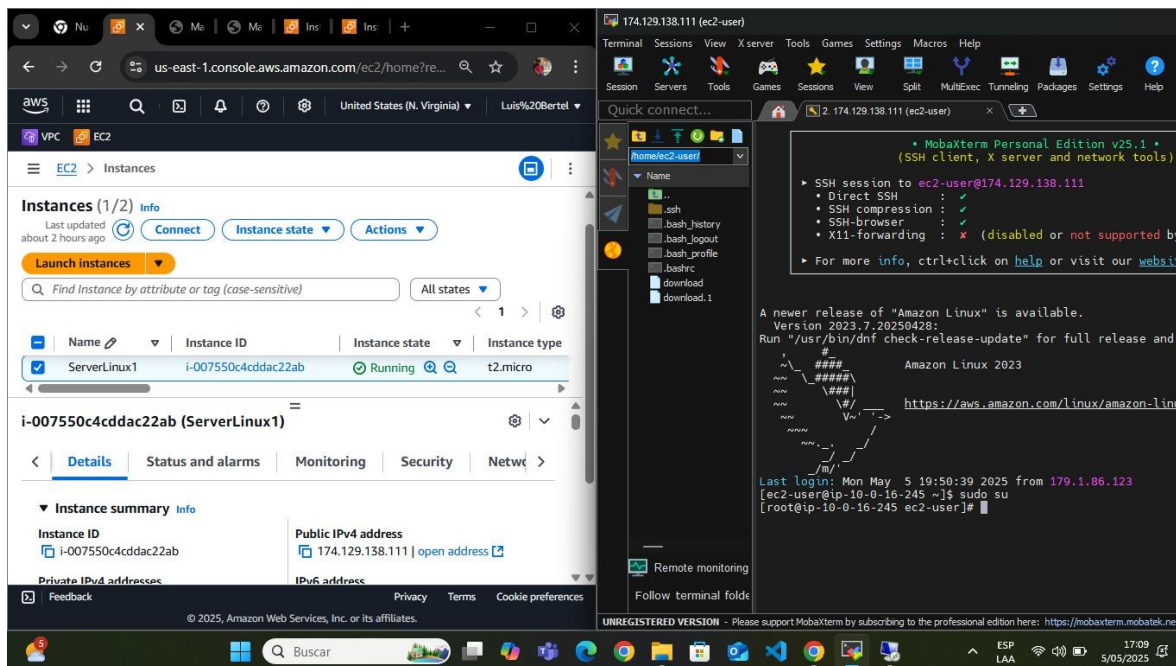 Nu
Ma
Ma
Ins
Ins
us-east-1.console.aws.amazon.com/ec2/home?re...
aws
United States (N. Virginia)
Luis%20Bertel
VPC
EC2
EC2 > Instances
Instances (1/2) Info
Last updated
about 2 hours ago
Connect
Instance state
Actions
Launch instances
Find Instance by attribute or tag (case-sensitive)
All states
1
Name
Instance ID
Instance state
Instance type
ServerLinux1
i-007550c4cddac22ab
Running
t2.micro
i-007550c4cddac22ab (ServerLinux1)
Details
Status and alarms
Monitoring
Security
Netwo
Instance summary Info
Instance ID
i-007550c4cddac22ab
Public IPv4 address
174.129.138.111 | open address
Private IPv4 addresses
IPv6 address
Feedback
Privacy
Terms
Cookie preferences
© 2025, Amazon Web Services, Inc. or its affiliates.
174.129.138.111 (ec2-user)
Terminal Sessions View X server Tools Games Settings Macros Help
Session Servers Tools Games Sessions View Split MultiExec Tunneling Packages Settings Help
Quick connect...
2. 174.129.138.111 (ec2-user)
/home/ec2-user/
Name
..
.ssh
.bash_history
.bash_logout
.bash_profile
.bashrc
download
download.1
Remote monitoring
Follow terminal folde
• MobaXterm Personal Edition v25.1 •
(SSH client, X server and network tools)
► SSH session to ec2-user@174.129.138.111
• Direct SSH : ✔
• SSH compression : ✔
• SSH-browser : ✔
• X11-forwarding : ✘ (disabled or not supported by
► For more info, ctrl+click on help or visit our websit
A newer release of "Amazon Linux" is available.
Version 2023.7.20250428:
Run "/usr/bin/dnf check-release-update" for full release and
, #_
~\_ ####_ Amazon Linux 2023
~~ \_#####\
~~ \###|
~~ \#/ ___ https://aws.amazon.com/linux/amazon-linu
~~ V~' '->
~~~ /
~~._. _/
_/ _/
_/m/'
Last login: Mon May 5 19:50:39 2025 from 179.1.86.123
[ec2-user@ip-10-0-16-245 ~]$ sudo su
[root@ip-10-0-16-245 ec2-user]#
UNREGISTERED VERSION - Please support MobaXterm by subscribing to the professional edition here: https://mobaxterm.mobatek.ne
5
Buscar
ESP
LAA
17:09
5/05/2025